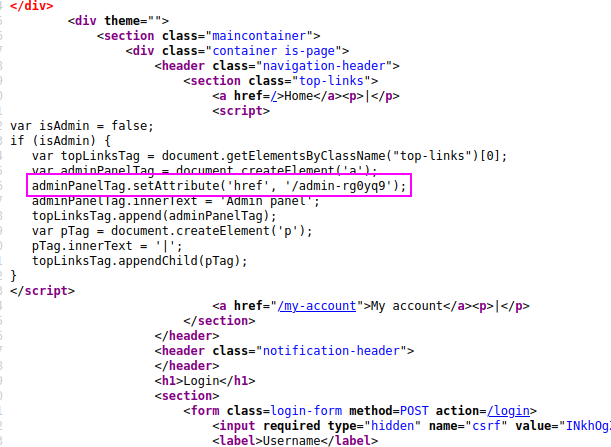 </div>
<div theme="">
<section class="maincontainer">
<div class="container is-page">
<header class="navigation-header">
<section class="top-links">
<a href=/>Home</a><p>|</p>
<script>
var isAdmin = false;
if (isAdmin) {
var topLinksTag = document.getElementsByClassName("top-links")[0];
var adminPanelTag = document.createElement('a');
adminPanelTag.setAttribute('href', '/admin-rg0yq9');
adminPanelTag.innerText = 'Admin panel';
topLinksTag.append(adminPanelTag);
var pTag = document.createElement('p');
pTag.innerText = '|';
topLinksTag.appendChild(pTag);
}
</script>
<a href="/my-account">My account</a><p>|</p>
</section>
</header>
<header class="notification-header">
</header>
<h1>Login</h1>
<section>
<form class=login-form method=POST action=/login>
<input required type="hidden" name="csrf" value="INkhOg
<label>Username</label>